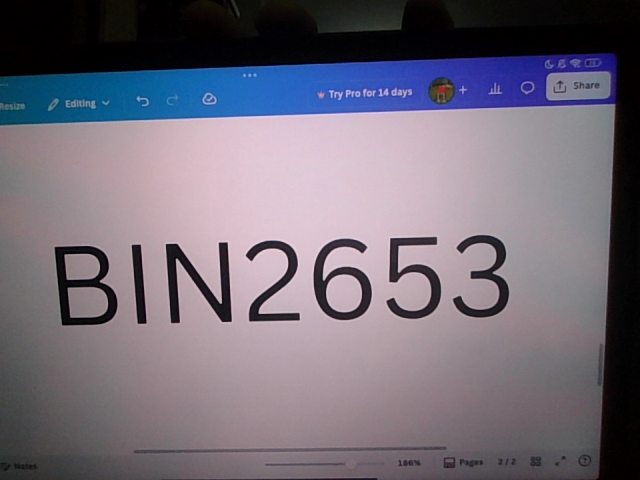 Resize Editing Try Pro for 14 days + Share
BIN2653
Notes 186% Pages 2/2